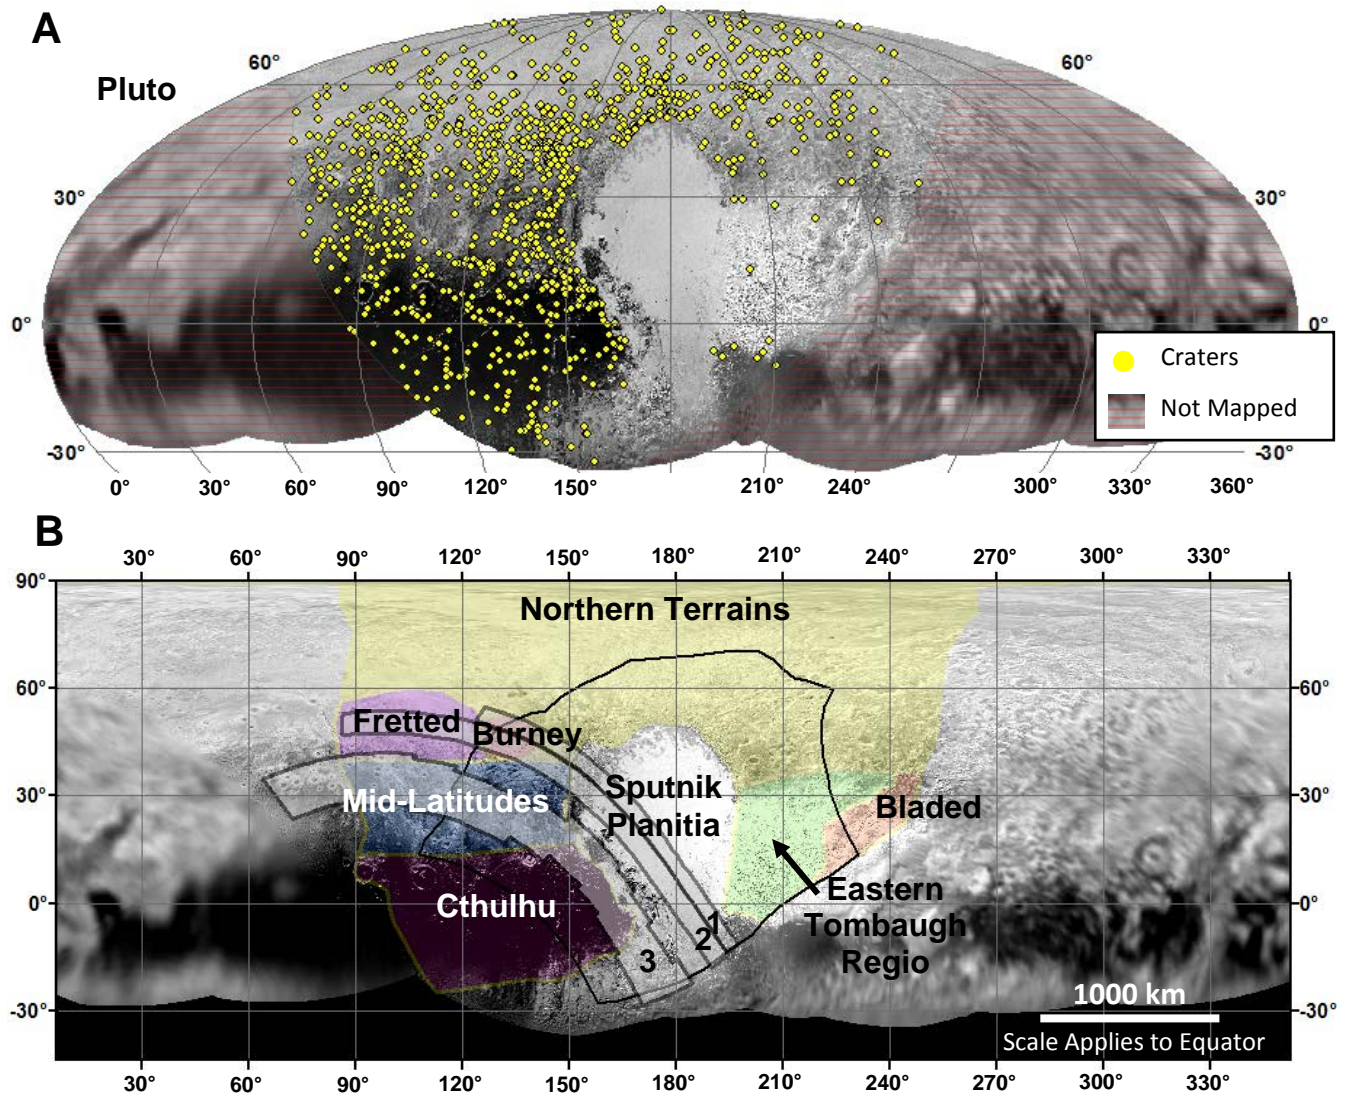 A
Pluto
60°
60°
30°
30°
0°
0°
Craters
Not Mapped
-30°
-30°
0° 30° 60° 90° 120° 150° 210° 240° 300° 330° 360°
B
30° 60° 90° 120° 150° 180° 210° 240° 270° 300° 330°
90°
Northern Terrains
60°
60°
Fretted
Burney
Sputnik
Planitia
30°
30°
Mid-Latitudes
Bladed
Cthulhu
Eastern
Tombaugh
Regio
0°
0°
1
2
3
1000 km
-30°
-30°
Scale Applies to Equator
30° 60° 90° 120° 150° 180° 210° 240° 270° 300° 330°